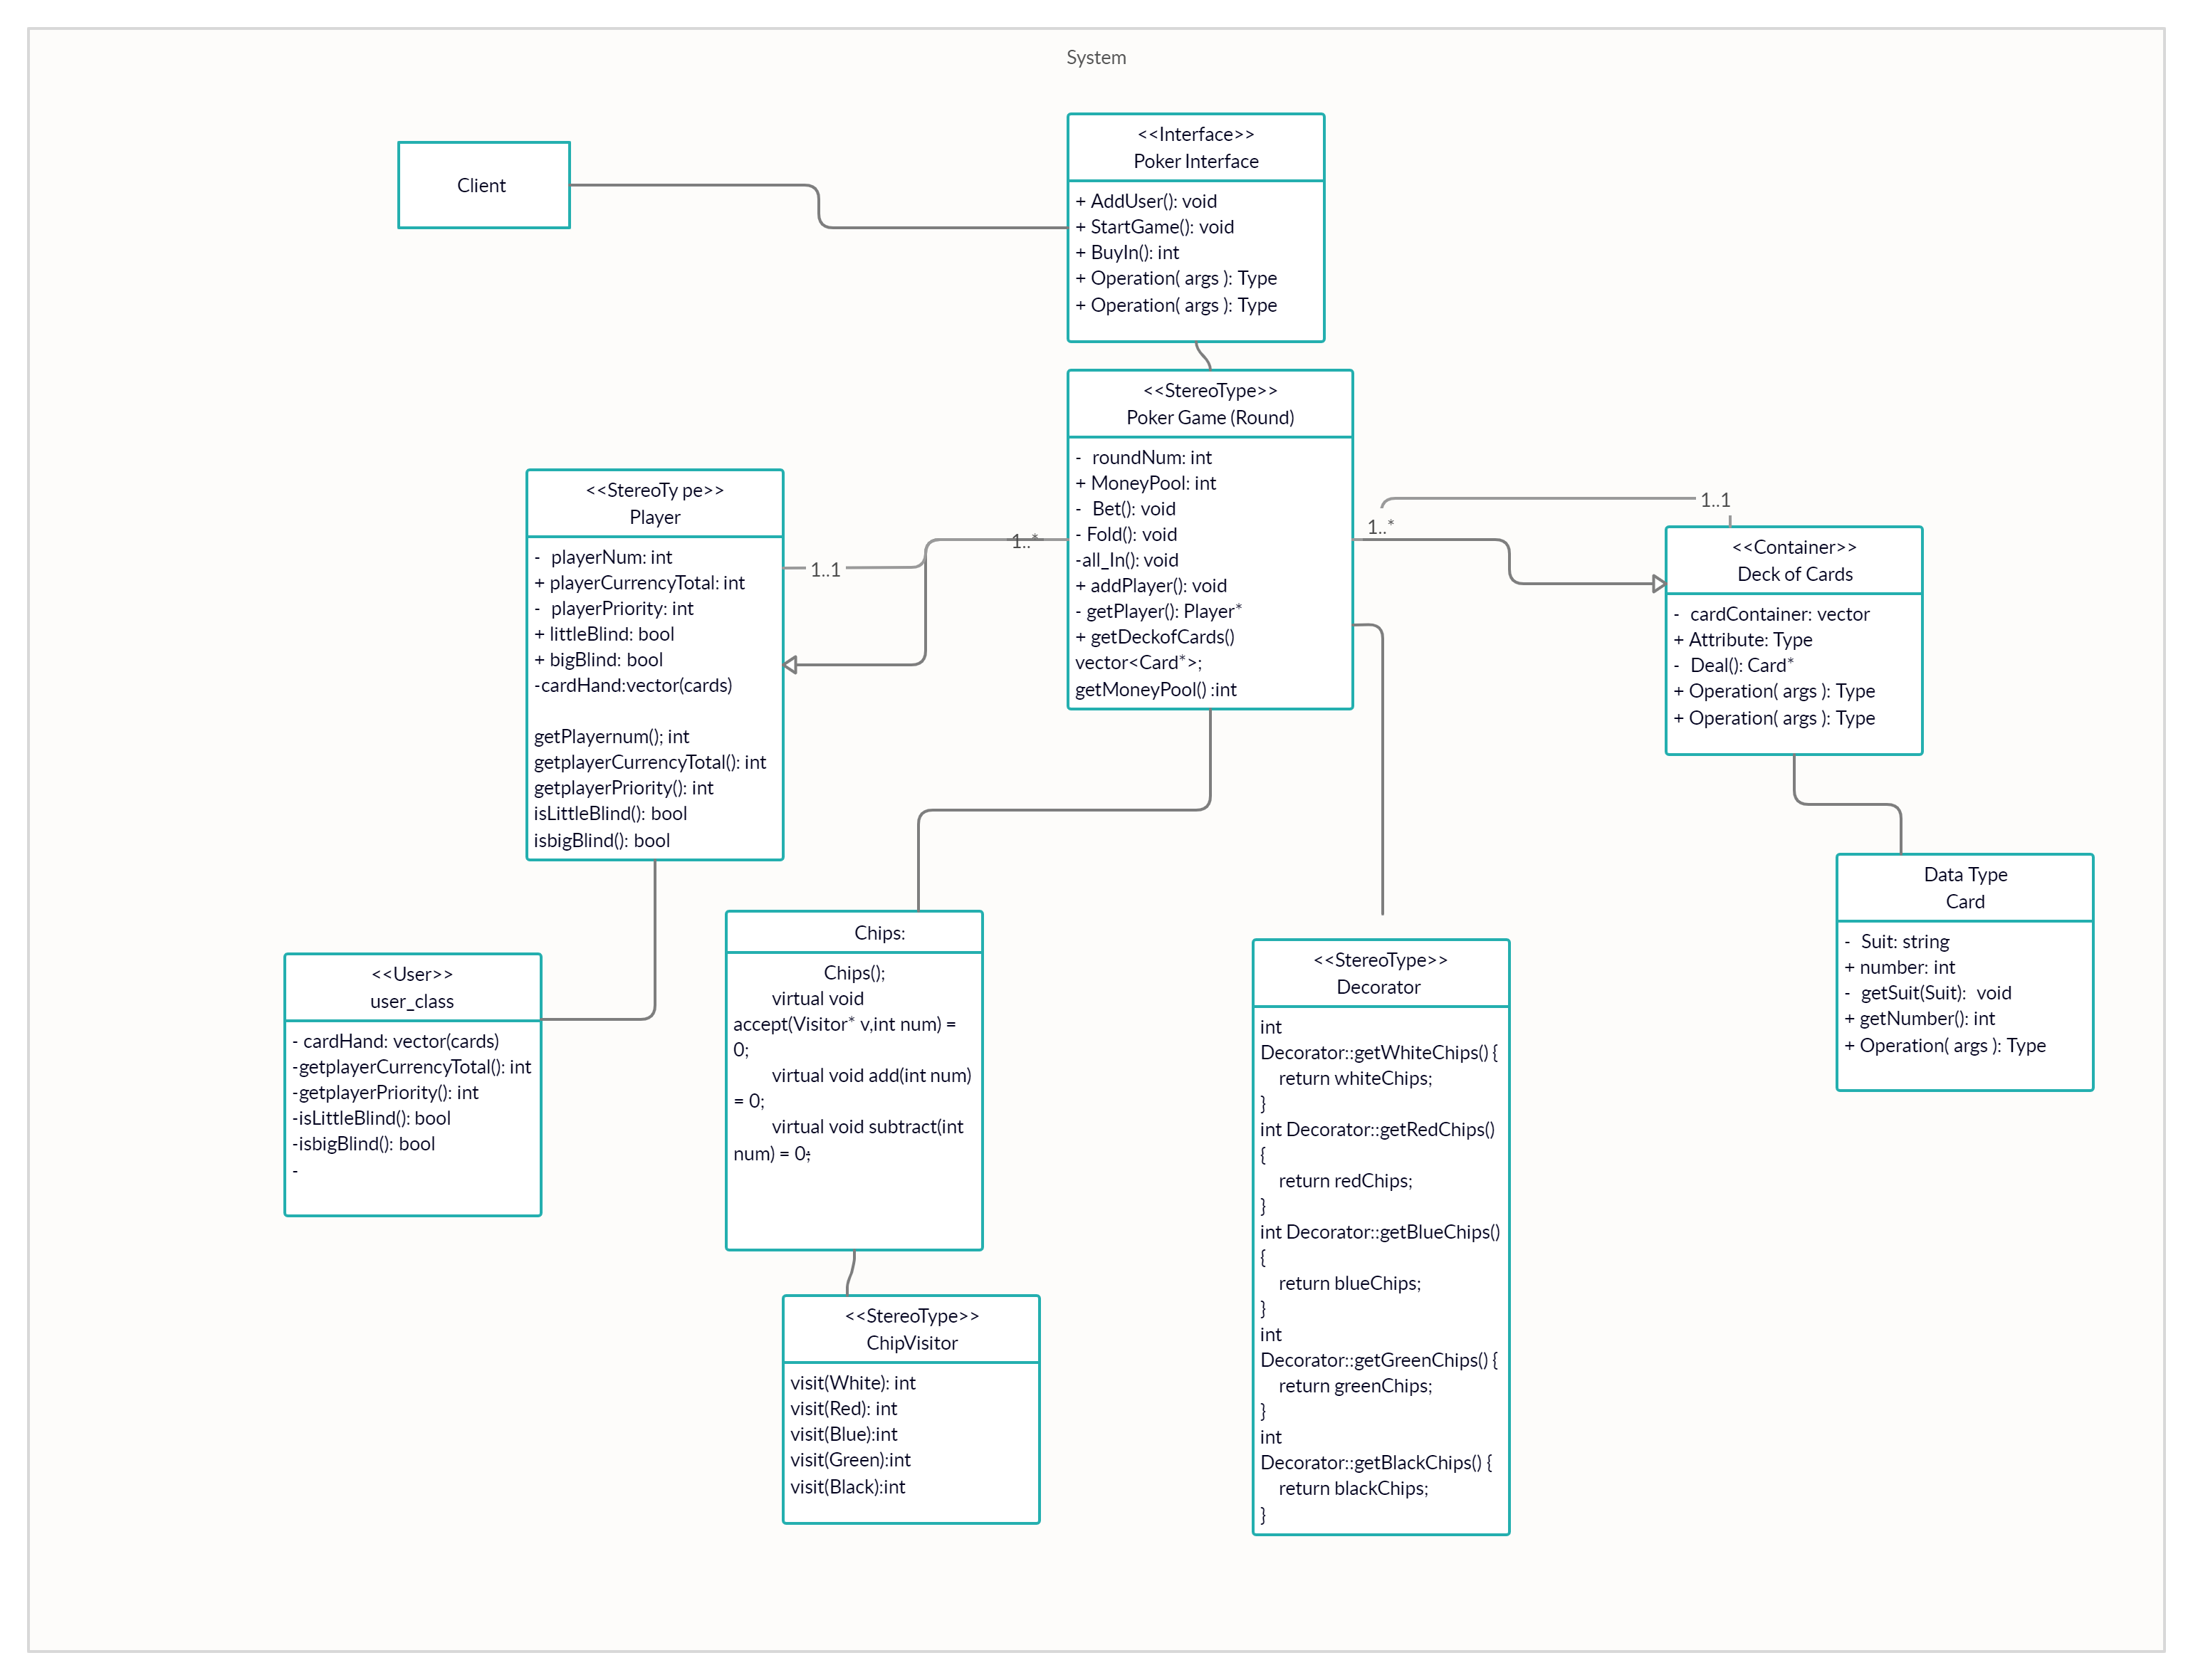 System
Client
<<Interface>>
Poker Interface
+ AddUser(): void
+ StartGame(): void
+ BuyIn(): int
+ Operation( args ): Type
+ Operation( args ): Type
<<StereoType>>
Poker Game (Round)
- roundNum: int
+ MoneyPool: int
- Bet(): void
- Fold(): void
-all_In(): void
+ addPlayer(): void
- getPlayer(): Player*
+ getDeckofCards()
vector<Card*>;
getMoneyPool() :int
<<StereoTy pe>>
Player
- playerNum: int
+ playerCurrencyTotal: int
- playerPriority: int
+ littleBlind: bool
+ bigBlind: bool
-cardHand:vector(cards)
getPlayernum(); int
getplayerCurrencyTotal(): int
getplayerPriority(): int
isLittleBlind(): bool
isbigBlind(): bool
1..1
1..*
1..*
1..1
<<Container>>
Deck of Cards
- cardContainer: vector
+ Attribute: Type
- Deal(): Card*
+ Operation( args ): Type
+ Operation( args ): Type
Data Type
Card
- Suit: string
+ number: int
- getSuit(Suit): void
+ getNumber(): int
+ Operation( args ): Type
<<User>>
user_class
- cardHand: vector(cards)
-getplayerCurrencyTotal(): int
-getplayerPriority(): int
-isLittleBlind(): bool
-isbigBlind(): bool
-
Chips:
Chips();
virtual void
accept(Visitor* v,int num) =
0;
virtual void add(int num)
= 0;
virtual void subtract(int
num) = 0;
<<StereoType>>
ChipVisitor
visit(White): int
visit(Red): int
visit(Blue):int
visit(Green):int
visit(Black):int
<<StereoType>>
Decorator
int
Decorator::getWhiteChips() {
return whiteChips;
}
int Decorator::getRedChips()
{
return redChips;
}
int Decorator::getBlueChips()
{
return blueChips;
}
int
Decorator::getGreenChips() {
return greenChips;
}
int
Decorator::getBlackChips() {
return blackChips;
}